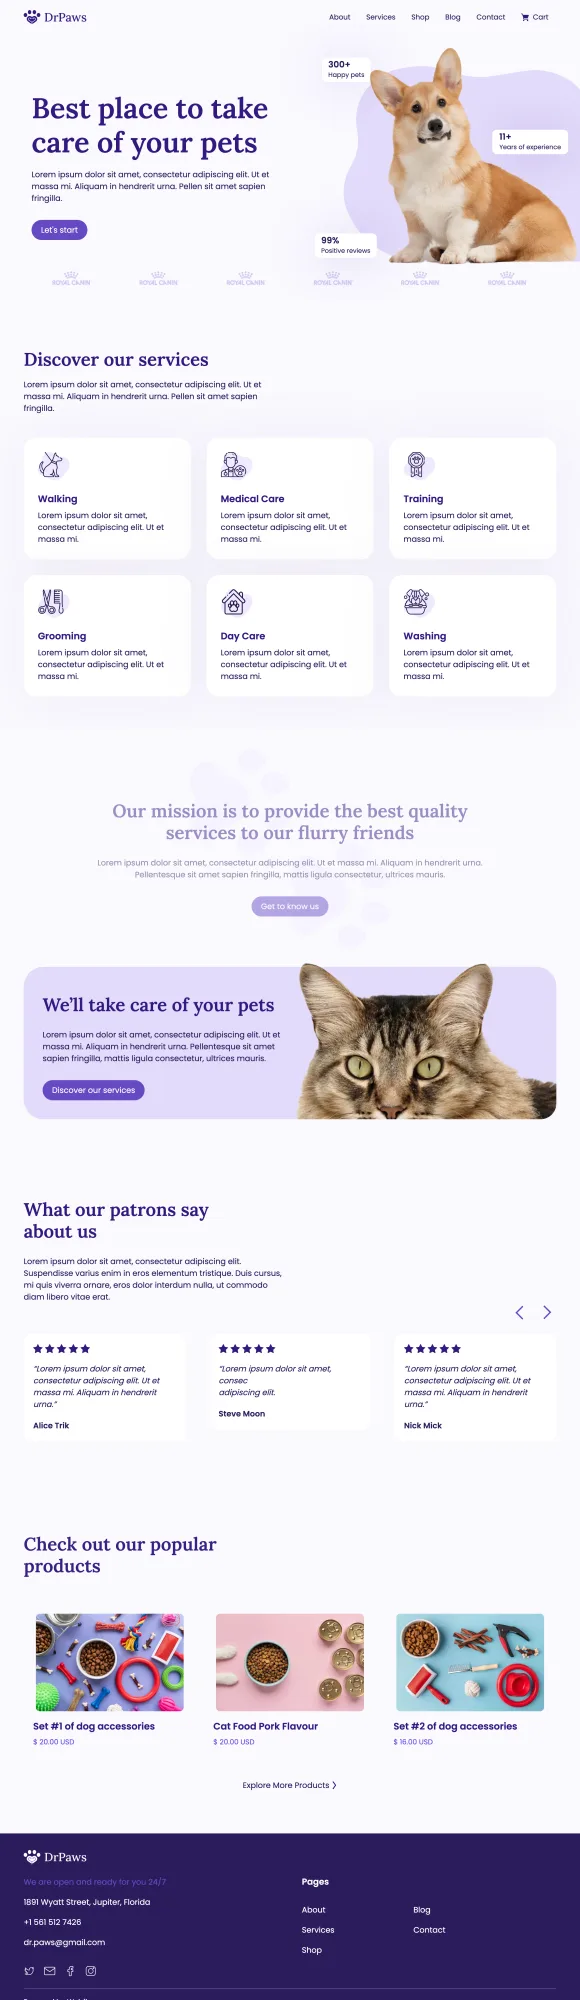 DrPaws
About Services Shop Blog Contact Cart
300+
Happy pets
Best place to take
care of your pets
11+
Years of experience
Lorem ipsum dolor sit amet, consectetur adipiscing elit. Ut et
massa mi. Aliquam in hendrerit urna. Pellen sit amet sapien
fringilla.
Let's start
99%
Positive reviews
ROYAL CANIN ROYAL CANIN ROYAL CANIN ROYAL CANIN ROYAL CANIN ROYAL CANIN
Discover our services
Lorem ipsum dolor sit amet, consectetur adipiscing elit. Ut et
massa mi. Aliquam in hendrerit urna. Pellen sit amet sapien
fringilla.
Walking
Lorem ipsum dolor sit amet,
consectetur adipiscing elit. Ut et
massa mi.
Medical Care
Lorem ipsum dolor sit amet,
consectetur adipiscing elit. Ut et
massa mi.
Training
Lorem ipsum dolor sit amet,
consectetur adipiscing elit. Ut et
massa mi.
Grooming
Lorem ipsum dolor sit amet,
consectetur adipiscing elit. Ut et
massa mi.
Day Care
Lorem ipsum dolor sit amet,
consectetur adipiscing elit. Ut et
massa mi.
Washing
Lorem ipsum dolor sit amet,
consectetur adipiscing elit. Ut et
massa mi.
Our mission is to provide the best quality
services to our flurry friends
Lorem ipsum dolor sit amet, consectetur adipiscing elit. Ut et massa mi. Aliquam in hendrerit urna.
Pellentesque sit amet sapien fringilla, mattis ligula consectetur, ultrices mauris.
Get to know us
We'll take care of your pets
Lorem ipsum dolor sit amet, consectetur adipiscing elit. Ut et
massa mi. Aliquam in hendrerit urna. Pellentesque sit amet
sapien fringilla, mattis ligula consectetur, ultrices mauris.
Discover our services
What our patrons say
about us
Lorem ipsum dolor sit amet, consectetur adipiscing elit.
Suspendisse varius enim in eros elementum tristique. Duis cursus,
mi quis viverra ornare, eros dolor interdum nulla, ut commodo
diam libero vitae erat.
"Lorem ipsum dolor sit amet,
consectetur adipiscing elit. Ut et
massa mi. Aliquam in hendrerit
urna."
Alice Trik
"Lorem ipsum dolor sit amet,
consec
adipiscing elit.
Steve Moon
"Lorem ipsum dolor sit amet,
consectetur adipiscing elit. Ut et
massa mi. Aliquam in hendrerit
urna."
Nick Mick
Check out our popular
products
Set #1 of dog accessories
$ 20.00 USD
Cat Food Pork Flavour
$ 20.00 USD
Set #2 of dog accessories
$ 16.00 USD
Explore More Products
DrPaws
We are open and ready for you 24/7
1891 Wyatt Street, Jupiter, Florida
+1 561 512 7426
dr.paws@gmail.com
Pages
About
Services
Shop
Blog
Contact